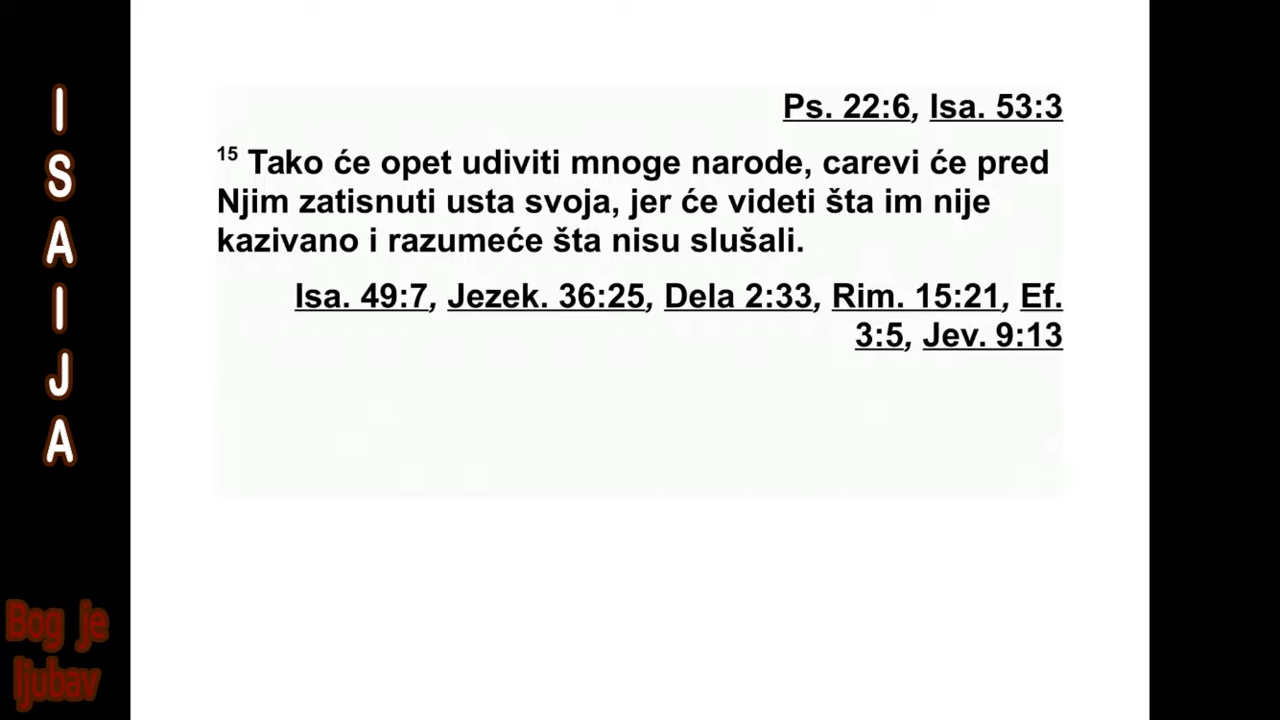 ISAIJA
Ps. 22:6, Isa. 53:3
15 Tako će opet udiviti mnoge narode, carevi će pred
Njim zatisnuti usta svoja, jer će videti šta im nije
kazivano i razumeće šta nisu slušali.
Isa. 49:7, Jezek. 36:25, Dela 2:33, Rim. 15:21, Ef.
3:5, Jev. 9:13
Bog je
ljubav